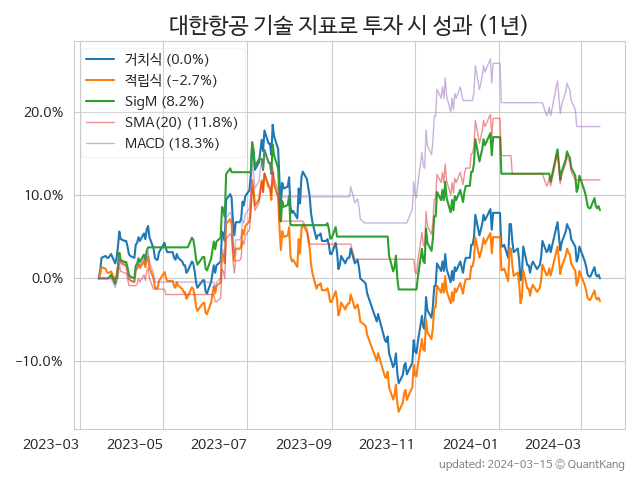 대한항공 기술 지표로 투자 시 성과 (1년)
거치식 (0.0%)
적립식 (−2.7%)
SigM (8.2%)
SMA(20) (11.8%)
MACD (18.3%)
20.0%
10.0%
0.0%
−10.0%
2023-03 2023-05 2023-07 2023-09 2023-11 2024-01 2024-03
updated: 2024-03-15 © QuantKang